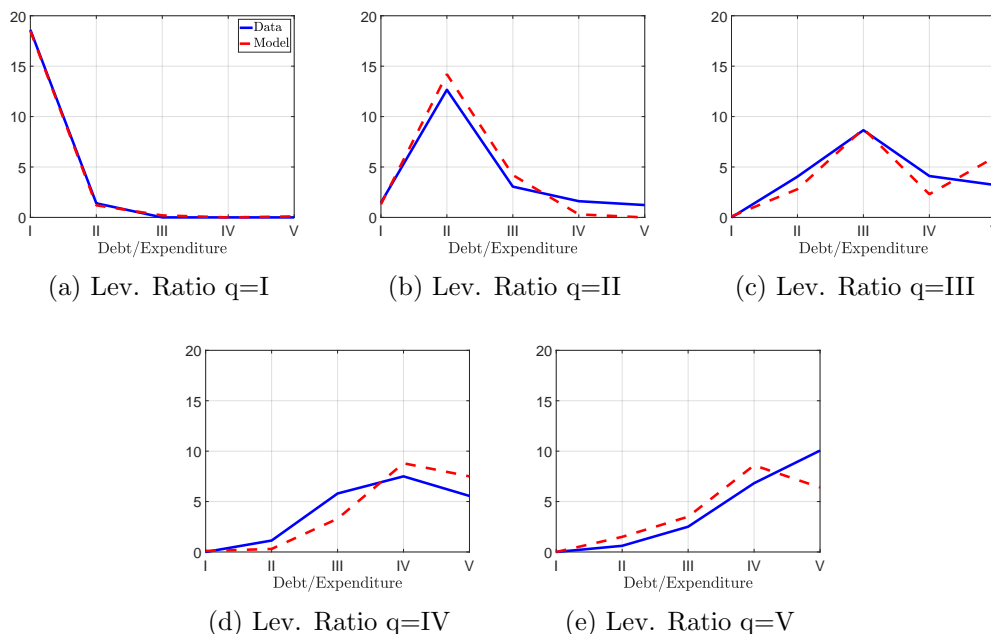 20
15
10
5
0
Data
Model
I II III IV V
Debt/Expenditure
(a) Lev. Ratio q=I
20
15
10
5
0
I II III IV V
Debt/Expenditure
(b) Lev. Ratio q=II
20
15
10
5
0
I II III IV
Debt/Expenditure
(c) Lev. Ratio q=III
20
15
10
5
0
I II III IV V
Debt/Expenditure
(d) Lev. Ratio q=IV
20
15
10
5
0
I II III IV V
Debt/Expenditure
(e) Lev. Ratio q=V